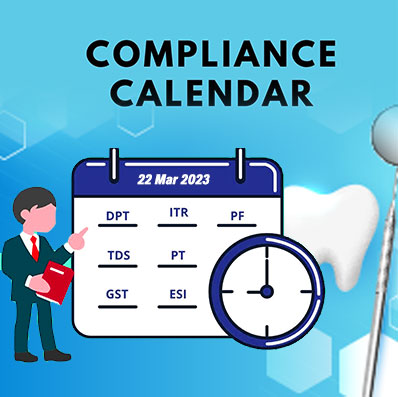 COMPLIANCE
CALENDAR
22 Mar 2023
DPT ITR PF
TDS PT
GST ESI